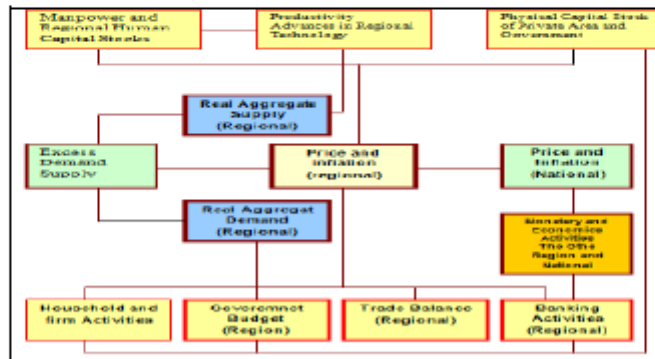 Manpower and
Regional Human
Capital Stocks
Productivity
Advances in Regional
Technology
Physical Capital Stock
of Private Area and
Government
Real Aggregate
Supply
(Regional)
Excess
Demand
Supply
Price and
Inflation
(regional)
Price and
Inflation
(National)
Real Aggregat
Demand
(Regional)
Monetary and
Economics
Activities
The Othe
Region and
National
Household and
firm Activities
Governmet
Budget
(Region)
Trade Balance
(Regional)
Banking
Activities
(Regional)